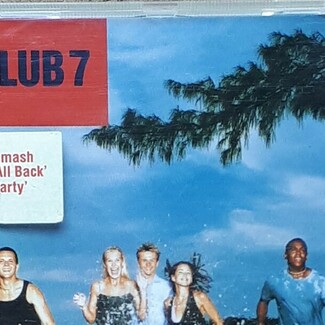 LUB 7
mash
All Back'
arty'